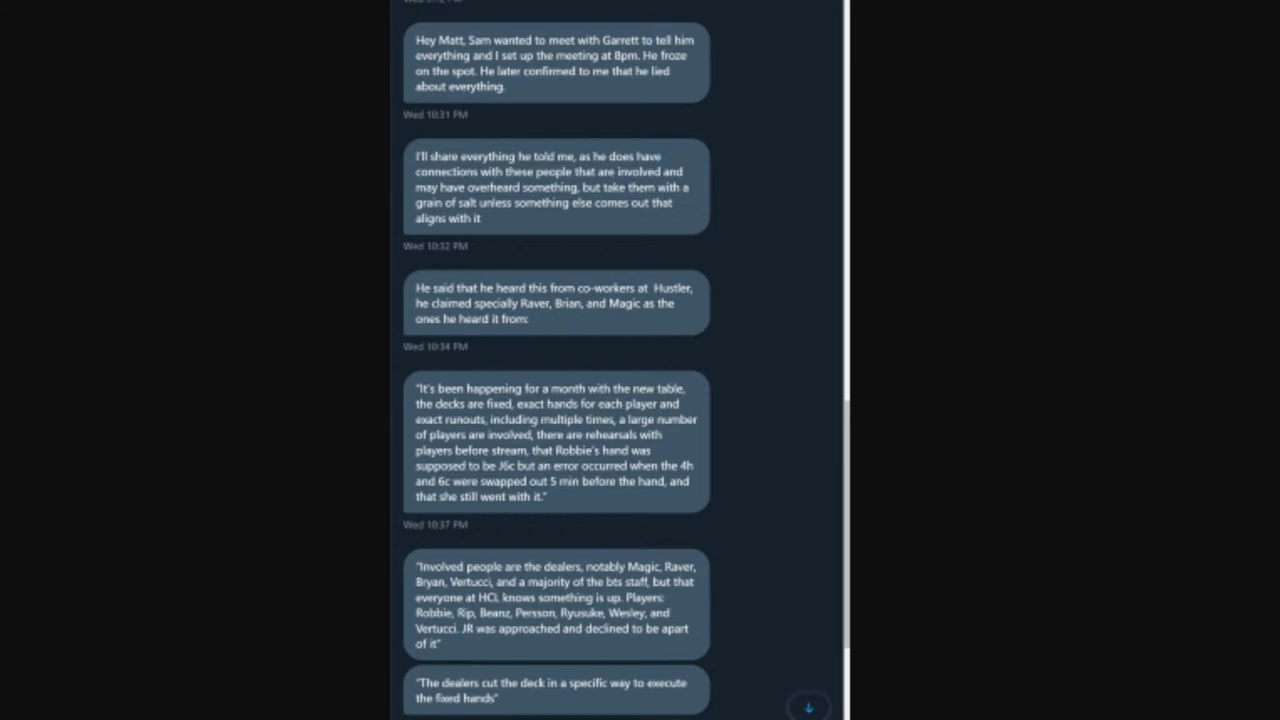 Hey Matt, Sam wanted to meet with Garrett to tell him
everything and I set up the meeting at 8pm. He froze
on the spot. He later confirmed to me that he lied
about everything.
Wed 10:31 PM
I'll share everything he told me, as he does have
connections with these people that are involved and
may have overheard something, but take them with a
grain of salt unless something else comes out that
aligns with it
Wed 10:32 PM
He said that he heard this from co-workers at Hustler,
he claimed specially Raver, Brian, and Magic as the
ones he heard it from:
Wed 10:34 PM
"It's been happening for a month with the new table,
the decks are fixed, exact hands for each player and
exact runouts, including multiple times, a large number
of players are involved, there are rehearsals with
players before stream, that Robbie's hand was
supposed to be J6c but an error occurred when the 4h
and 6c were swapped out 5 min before the hand, and
that she still went with it."
Wed 10:37 PM
"Involved people are the dealers, notably Magic, Raver,
Bryan, Vertucci, and a majority of the bts staff, but that
everyone at HCL knows something is up. Players:
Robbie, Rip, Beanz, Persson, Ryusuke, Wesley, and
Vertucci. JR was approached and declined to be apart
of it"
"The dealers cut the deck in a specific way to execute
the fixed hands"